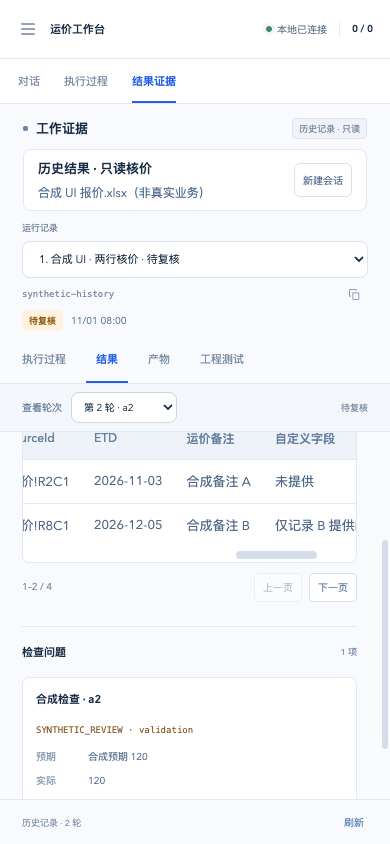 运价工作台 本地已连接 0 / 0
对话 执行过程 结果证据
工作证据 历史记录 · 只读
历史结果 · 只读核价
合成 UI 报价.xlsx（非真实业务）
新建会话
运行记录
1. 合成 UI · 两行核价 · 待复核
synthetic-history
待复核 11/01 08:00
执行过程 结果 产物 工程测试
查看轮次 第 2 轮 · a2 待复核
urceId ETD 运价备注 自定义字段
价!R2C1 2026-11-03 合成备注 A 未提供
价!R8C1 2026-12-05 合成备注 B 仅记录 B 提供
1-2 / 4 上一页 下一页
检查问题 1 项
合成检查 · a2
SYNTHETIC_REVIEW · validation
预期 合成预期 120
实际 120
历史记录 · 2 轮 刷新